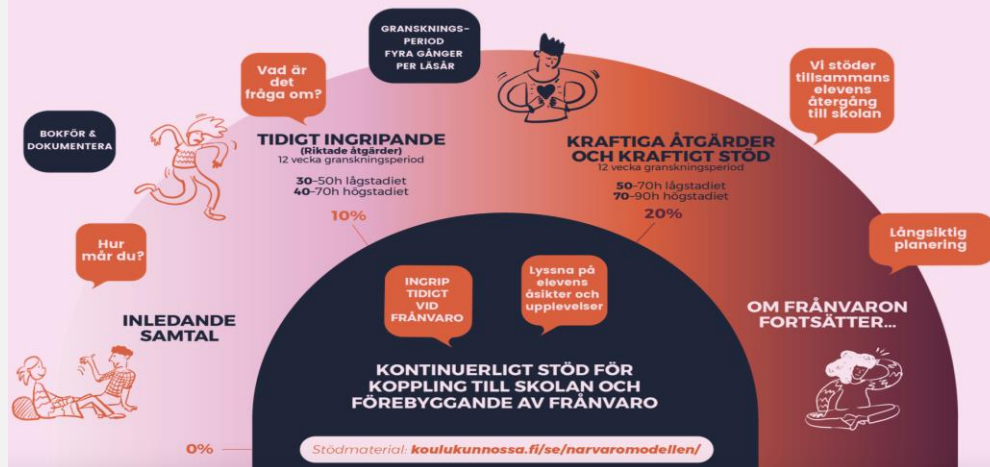 GRANSKNINGS-
PERIOD
FYRA GÅNGER
PER LÄSÅR
Vad är
det
fråga om?
Vi stöder
tillsammans
elevens
återgång
till skolan
BOKFÖR &
DOKUMENTERA
TIDIGT INGRIPANDE
(Riktade åtgärder)
12 vecka granskningsperiod
30–50h lågstadiet
40–70h högstadiet
10%
KRAFTIGA ÅTGÄRDER
OCH KRAFTIGT STÖD
12 vecka granskningsperiod
50–70h lågstadiet
70–90h högstadiet
20%
Hur
mår du?
Långsiktig
planering
INGRIP
TIDIGT
VID
FRÅNVARO
Lyssna på
elevens
åsikter och
upplevelser
INLEDANDE
SAMTAL
OM FRÅNVARON
FORTSÄTTER...
KONTINUERLIGT STÖD FÖR
KOPPLING TILL SKOLAN OCH
FÖREBYGGANDE AV FRÅNVARO
0%
Stödmaterial: koulukunnossa.fi/se/narvaromodellen/